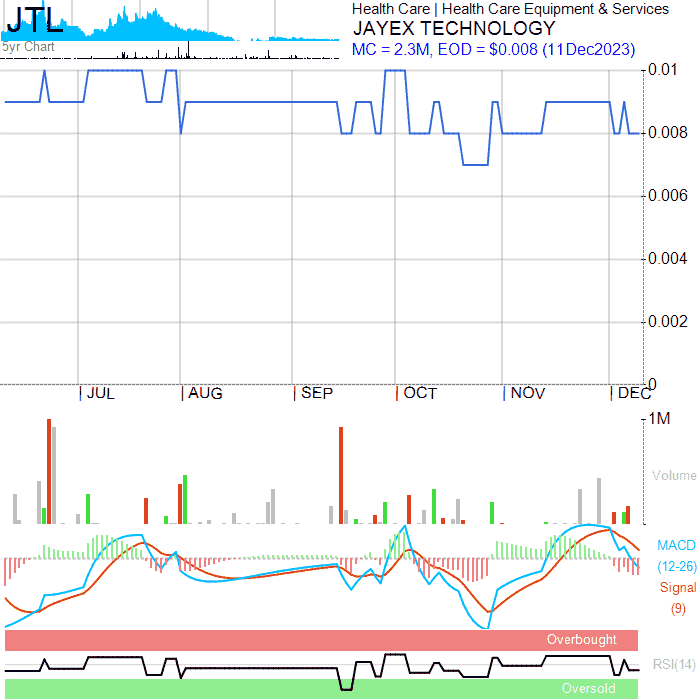 JTL
5yr Chart
Health Care | Health Care Equipment & Services
JAYEX TECHNOLOGY
MC = 2.3M, EOD = $0.008 (11Dec2023)
0.01
0.008
0.006
0.004
0.002
0
JUL
AUG
SEP
OCT
NOV
DEC
1M
Volume
MACD
(12-26)
Signal
(9)
Overbought
RSI(14)
Oversold